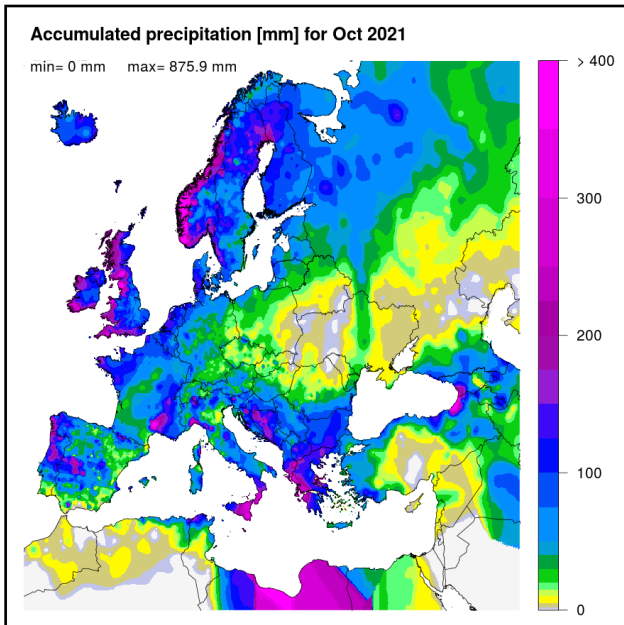 Accumulated precipitation [mm] for Oct 2021
min= 0 mm max= 875.9 mm
> 400
300
200
100
0